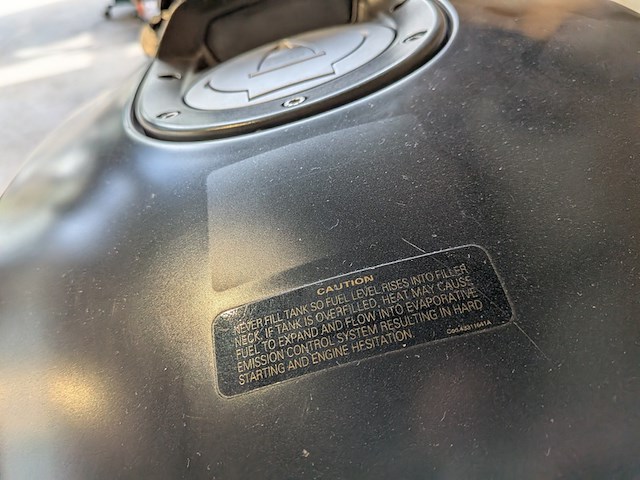 CAUTION
NEVER FILL TANK SO FUEL LEVEL RISES INTO FILLER
NECK. IF TANK IS OVERFILLED, HEAT MAY CAUSE
FUEL TO EXPAND AND FLOW INTO EVAPORATIVE
EMISSION CONTROL SYSTEM RESULTING IN HARD
STARTING AND ENGINE HESITATION.